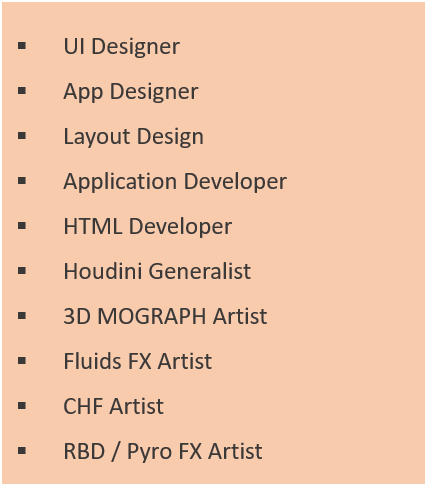 ▪ UI Designer
▪ App Designer
▪ Layout Design
▪ Application Developer
▪ HTML Developer
▪ Houdini Generalist
▪ 3D MOGRAPH Artist
▪ Fluids FX Artist
▪ CHF Artist
▪ RBD / Pyro FX Artist